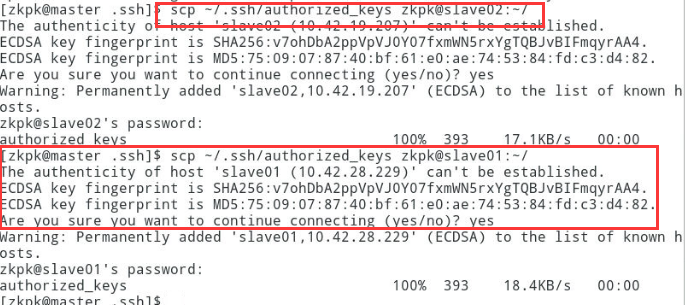 [zkpk@master .ssh]$ scp ~/.ssh/authorized_keys zkpk@slave02:~/
The authenticity of host 'slave02 (10.42.19.207)' can't be established.
ECDSA key fingerprint is SHA256:v7ohDbA2ppVpVJ0Y07fxmWN5rxYgTQBJvBIFmqyrAA4.
ECDSA key fingerprint is MD5:75:09:07:87:40:bf:61:e0:ae:74:53:84:fd:c3:d4:82.
Are you sure you want to continue connecting (yes/no)? yes
Warning: Permanently added 'slave02,10.42.19.207' (ECDSA) to the list of known h
osts.
zkpk@slave02's password:
authorized_keys 100% 393 17.1KB/s 00:00
[zkpk@master .ssh]$ scp ~/.ssh/authorized_keys zkpk@slave01:~/
The authenticity of host 'slave01 (10.42.28.229)' can't be established.
ECDSA key fingerprint is SHA256:v7ohDbA2ppVpVJ0Y07fxmWN5rxYgTQBJvBIFmqyrAA4.
ECDSA key fingerprint is MD5:75:09:07:87:40:bf:61:e0:ae:74:53:84:fd:c3:d4:82.
Are you sure you want to continue connecting (yes/no)? yes
Warning: Permanently added 'slave01,10.42.28.229' (ECDSA) to the list of known h
osts.
zkpk@slave01's password:
authorized_keys 100% 393 18.4KB/s 00:00
[zkpk@master .ssh]$